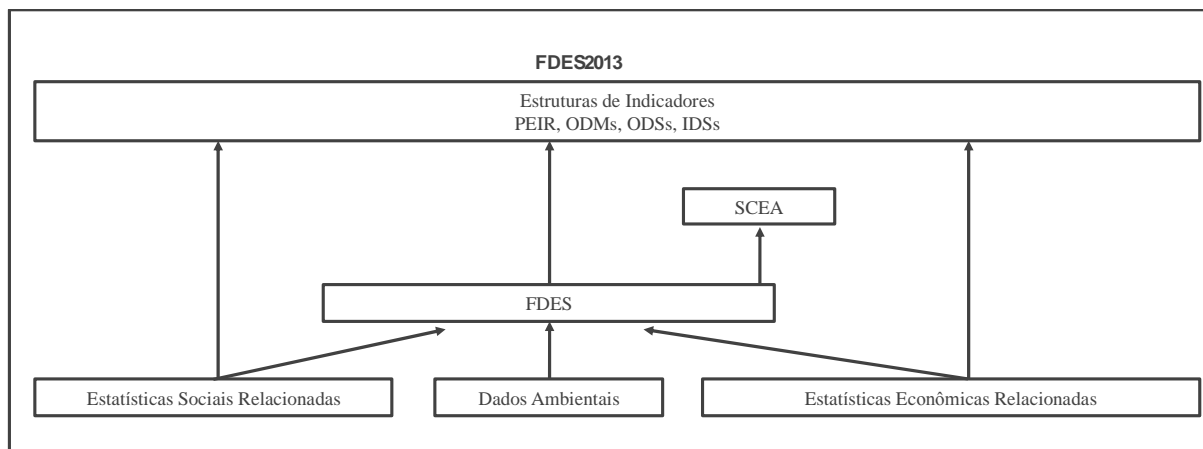 FDES2013
Estruturas de Indicadores
PEIR, ODMs, ODSs, IDSs
SCEA
FDES
Estatísticas Sociais Relacionadas
Dados Ambientais
Estatísticas Econômicas Relacionadas